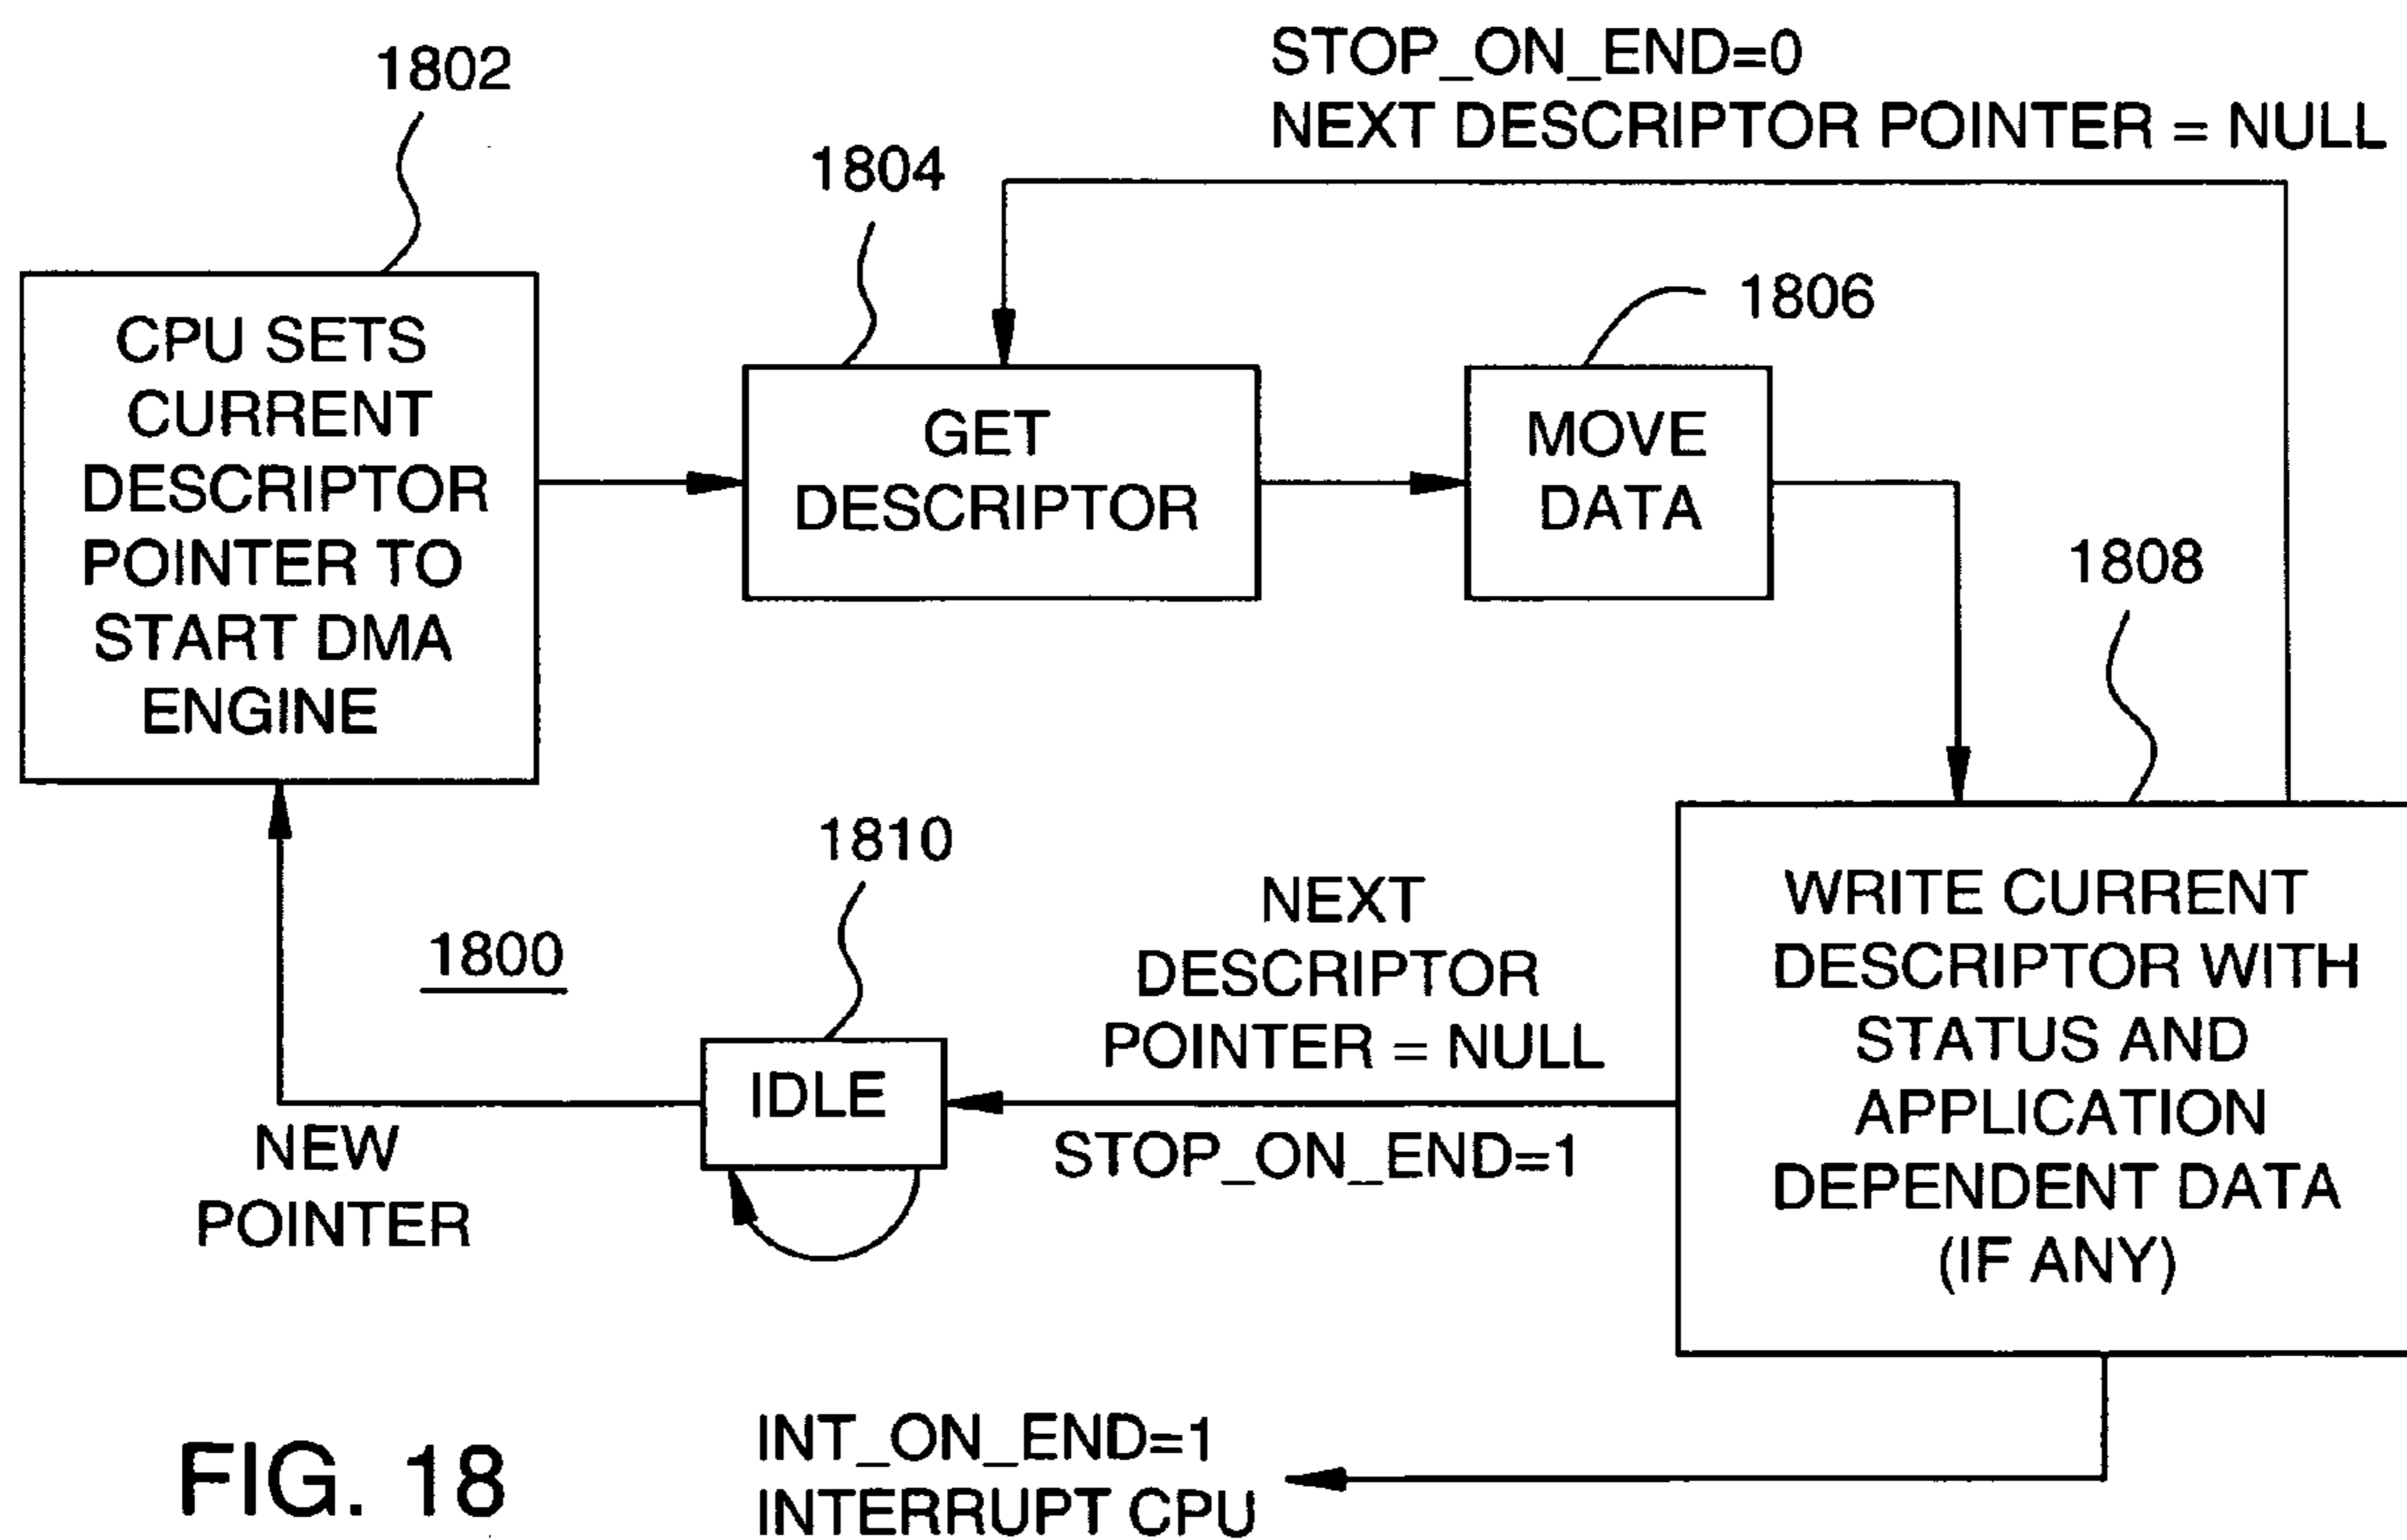 1802
STOP_ON_END=0
NEXT DESCRIPTOR POINTER = NULL
1804
1806
CPU SETS
CURRENT
DESCRIPTOR
POINTER TO
START DMA
ENGINE
GET
DESCRIPTOR
MOVE
DATA
1808
1810
NEXT
DESCRIPTOR
POINTER = NULL
STOP_ON_END=1
WRITE CURRENT
DESCRIPTOR WITH
STATUS AND
APPLICATION
DEPENDENT DATA
(IF ANY)
1800
IDLE
NEW
POINTER
INT_ON_END=1
INTERRUPT CPU
FIG. 18